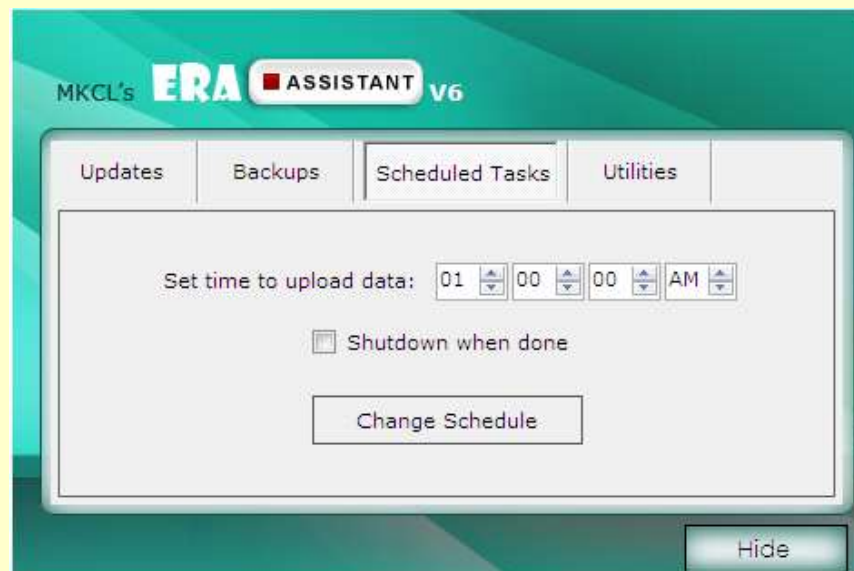 MKCL's ERA ASSISTANT V6
Updates Backups Scheduled Tasks Utilities
Set time to upload data: 01 00 00 AM
Shutdown when done
Change Schedule
Hide